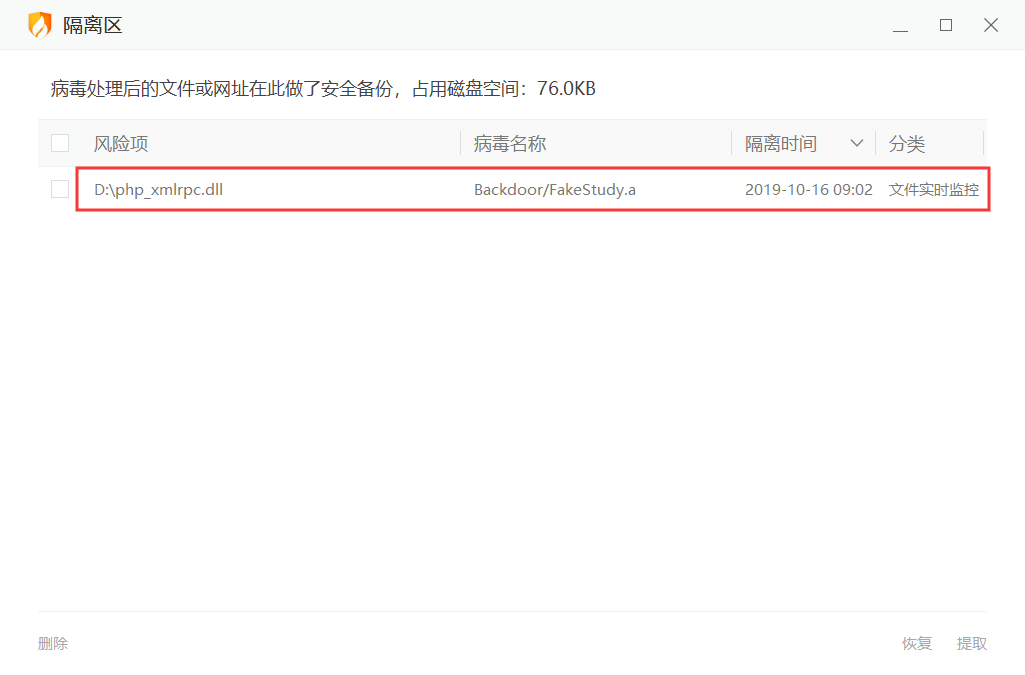 隔离区
病毒处理后的文件或网址在此做了安全备份，占用磁盘空间：76.0KB
风险项 病毒名称 隔离时间 分类
D:\php_xmlrpc.dll Backdoor/FakeStudy.a 2019-10-16 09:02 文件实时监控
删除 恢复 提取